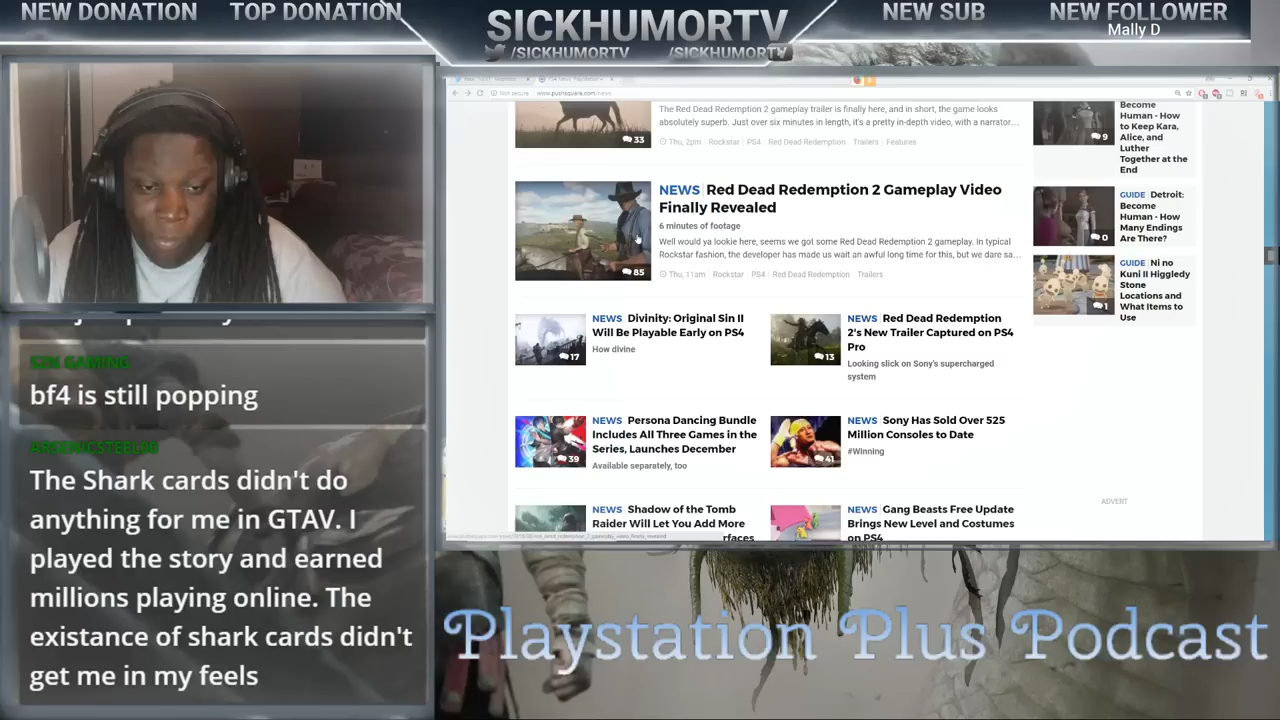 NEW DONATION
TOP DONATION
SICKHUMORTV
/SICKHUMORTV
/SICKHUMORTV
NEW SUB
NEW FOLLOWER
Mally D
Not secure
www.pushsquare.com/news
The Red Dead Redemption 2 gameplay trailer is finally here, and in short, the game looks
absolutely superb. Just over six minutes in length, it's a pretty in-depth video, with a narrator...
33
Thu, 2pm Rockstar PS4 Red Dead Redemption Trailers Features
NEWS Red Dead Redemption 2 Gameplay Video
Finally Revealed
6 minutes of footage
Well would ya lookie here, seems we got some Red Dead Redemption 2 gameplay. In typical
Rockstar fashion, the developer has made us wait an awful long time for this, but we dare sa...
85
Thu, 11am Rockstar PS4 Red Dead Redemption Trailers
NEWS Divinity: Original Sin II
Will Be Playable Early on PS4
How divine
17
NEWS Red Dead Redemption
2's New Trailer Captured on PS4
Pro
Looking slick on Sony's supercharged
system
13
NEWS Persona Dancing Bundle
Includes All Three Games in the
Series, Launches December
Available separately, too
39
NEWS Sony Has Sold Over 525
Million Consoles to Date
#Winning
41
NEWS Shadow of the Tomb
Raider Will Let You Add More
rfaces
NEWS Gang Beasts Free Update
Brings New Level and Costumes
on PS4
Become
Human - How
to Keep Kara,
Alice, and
Luther
Together at the
End
9
GUIDE Detroit:
Become
Human - How
Many Endings
Are There?
0
GUIDE Ni no
Kuni II Higgledy
Stone
Locations and
What Items to
Use
1
ADVERT
SZN GAMING
bf4 is still popping
The Shark cards didn't do
anything for me in GTAV. I
played the story and earned
millions playing online. The
existance of shark cards didn't
get me in my feels
Playstation Plus Podcast